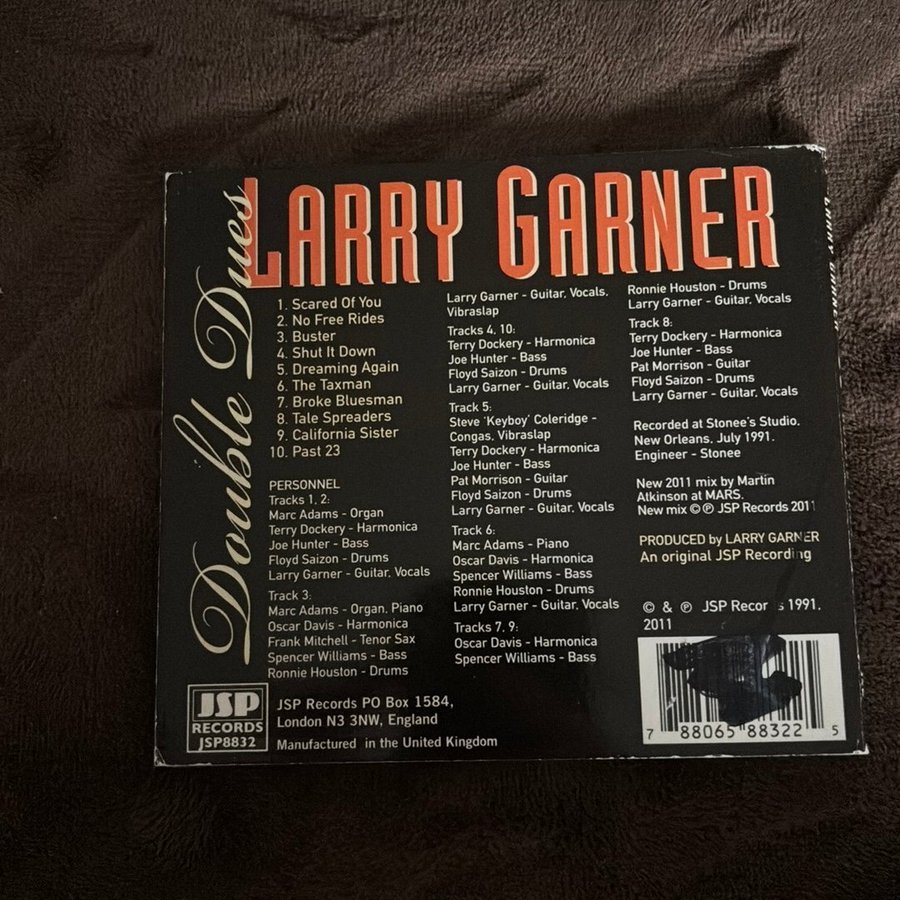 Double Dues
LARRY GARNER
1. Scared Of You
2. No Free Rides
3. Buster
4. Shut It Down
5. Dreaming Again
6. The Taxman
7. Broke Bluesman
8. Tale Spreaders
9. California Sister
10. Past 23
PERSONNEL
Tracks 1, 2:
Marc Adams - Organ
Terry Dockery - Harmonica
Joe Hunter - Bass
Floyd Saizon - Drums
Larry Garner - Guitar, Vocals
Track 3:
Marc Adams - Organ, Piano
Oscar Davis - Harmonica
Frank Mitchell - Tenor Sax
Spencer Williams - Bass
Ronnie Houston - Drums
Larry Garner - Guitar, Vocals,
Vibraslap
Tracks 4, 10:
Terry Dockery - Harmonica
Joe Hunter - Bass
Floyd Saizon - Drums
Larry Garner - Guitar, Vocals
Track 5:
Steve 'Keyboy' Coleridge -
Congas, Vibraslap
Terry Dockery - Harmonica
Joe Hunter - Bass
Pat Morrison - Guitar
Floyd Saizon - Drums
Larry Garner - Guitar, Vocals
Track 6:
Marc Adams - Piano
Oscar Davis - Harmonica
Spencer Williams - Bass
Ronnie Houston - Drums
Larry Garner - Guitar, Vocals
Tracks 7, 9:
Oscar Davis - Harmonica
Spencer Williams - Bass
Ronnie Houston - Drums
Larry Garner - Guitar, Vocals
Track 8:
Terry Dockery - Harmonica
Joe Hunter - Bass
Pat Morrison - Guitar
Floyd Saizon - Drums
Larry Garner - Guitar, Vocals
Recorded at Stonee's Studio,
New Orleans, July 1991.
Engineer - Stonee
New 2011 mix by Martin
Atkinson at MARS.
New mix © ℗ JSP Records 2011
PRODUCED by LARRY GARNER
An original JSP Recording
© & ℗ JSP Records 1991,
2011
JSP
RECORDS
JSP8832
JSP Records PO Box 1584,
London N3 3NW, England
Manufactured in the United Kingdom
7 88065 88322 5